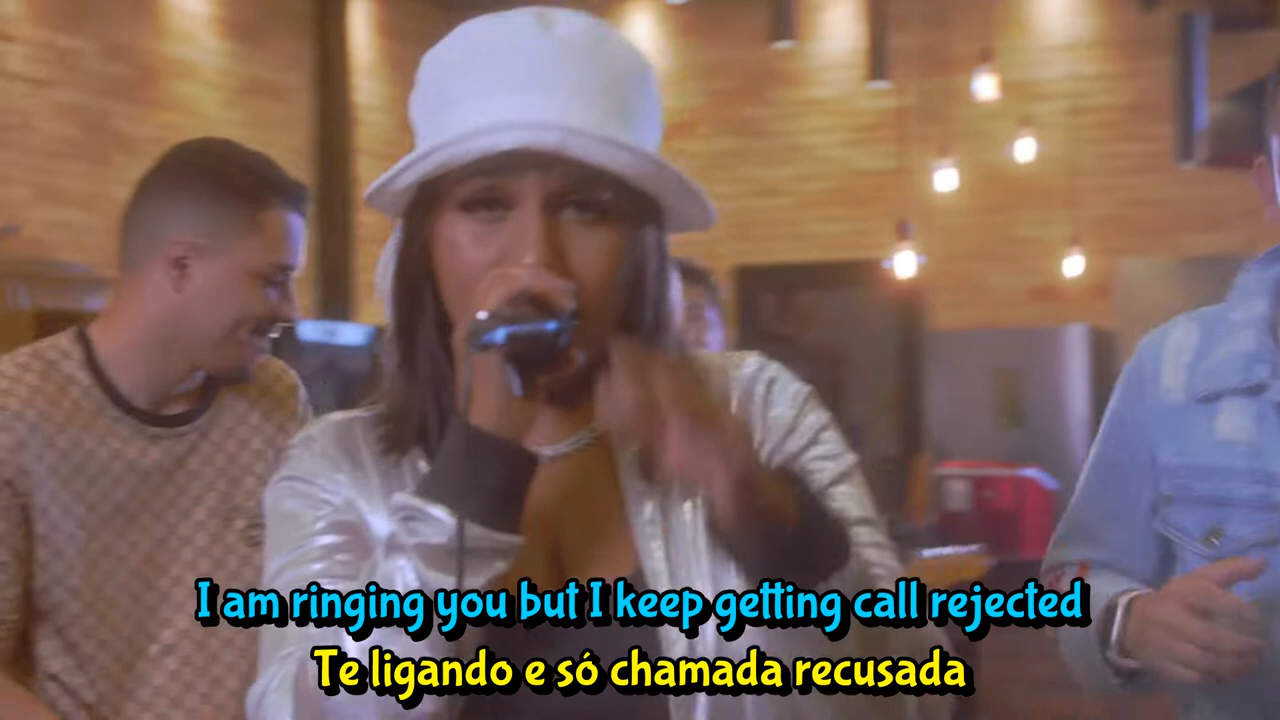 I am ringing you but I keep getting call rejected
Te ligando e só chamada recusada